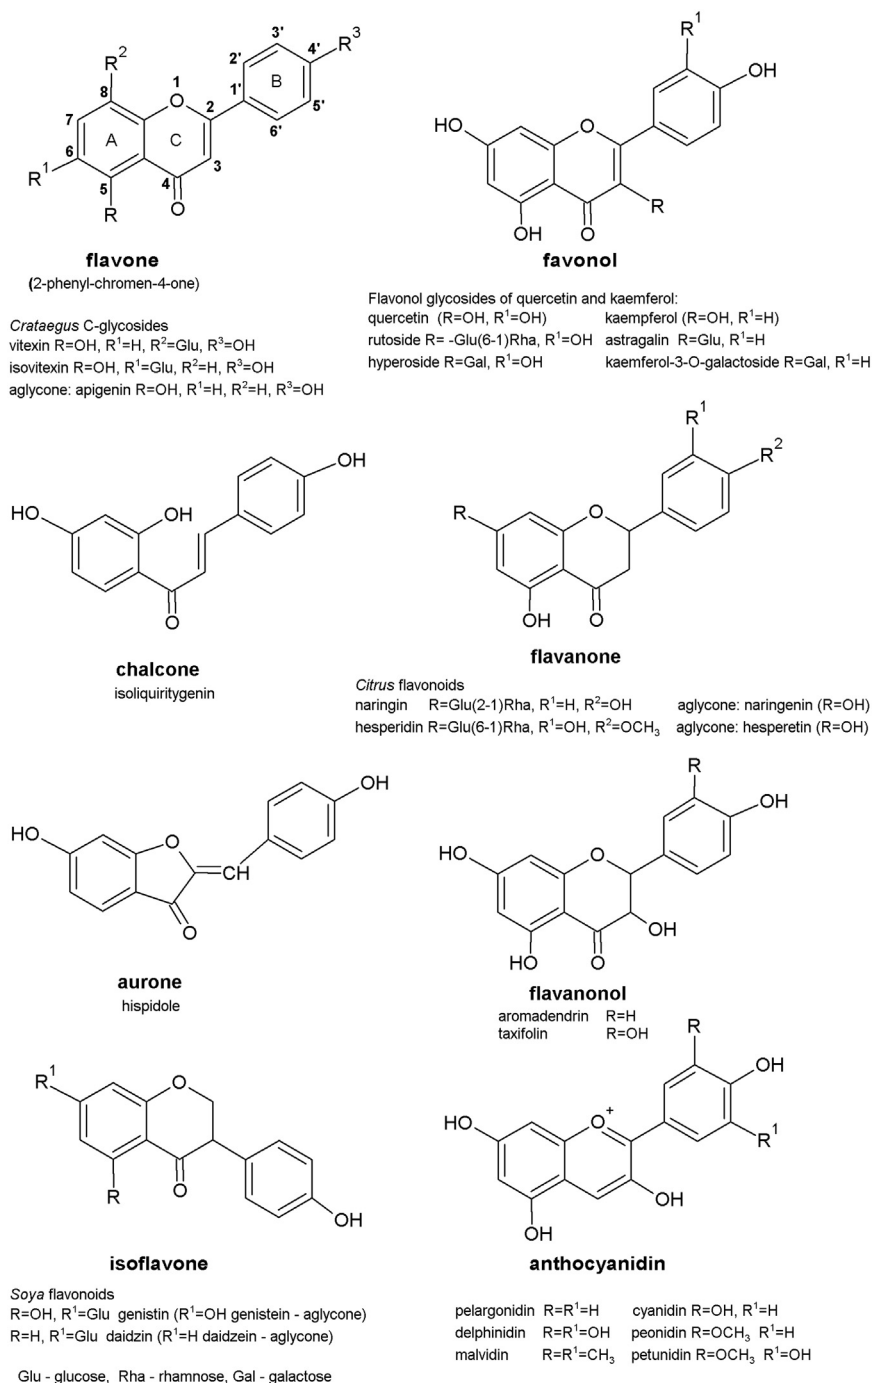 R²
8
1
O
2
3'
2'
4'
R³
B
1'
5'
6'
7
A
C
6
R¹
5
4
3
R
O
flavone
(2-phenyl-chromen-4-one)
Crataegus C-glycosides
vitexin R=OH, R¹=H, R²=Glu, R³=OH
isovitexin R=OH, R¹=Glu, R²=H, R³=OH
aglycone: apigenin R=OH, R¹=H, R²=H, R³=OH
R¹
OH
HO
O
R
OH
O
favonol
Flavonol glycosides of quercetin and kaemferol:
quercetin (R=OH, R¹=OH) kaempferol (R=OH, R¹=H)
rutoside R= -Glu(6-1)Rha, R¹=OH astragalin R=Glu, R¹=H
hyperoside R=Gal, R¹=OH kaemferol-3-O-galactoside R=Gal, R¹=H
OH
HO
OH
O
chalcone
isoliquiritygenin
R¹
R²
R
O
OH
O
flavanone
Citrus flavonoids
naringin R=Glu(2-1)Rha, R¹=H, R²=OH aglycone: naringenin (R=OH)
hesperidin R=Glu(6-1)Rha, R¹=OH, R²=OCH₃ aglycone: hesperetin (R=OH)
OH
HO
O
CH
O
aurone
hispidole
R
OH
HO
O
OH
HO
O
flavanonol
aromadendrin R=H
taxifolin R=OH
R¹
O
R
O
OH
isoflavone
Soya flavonoids
R=OH, R¹=Glu genistin (R¹=OH genistein - aglycone)
R=H, R¹=Glu daidzin (R¹=H daidzein - aglycone)
Glu - glucose, Rha - rhamnose, Gal - galactose
R
OH
HO
O+
R¹
OH
OH
anthocyanidin
pelargonidin R=R¹=H cyanidin R=OH, R¹=H
delphinidin R=R¹=OH peonidin R=OCH₃ R¹=H
malvidin R=R¹=CH₃ petunidin R=OCH₃ R¹=OH